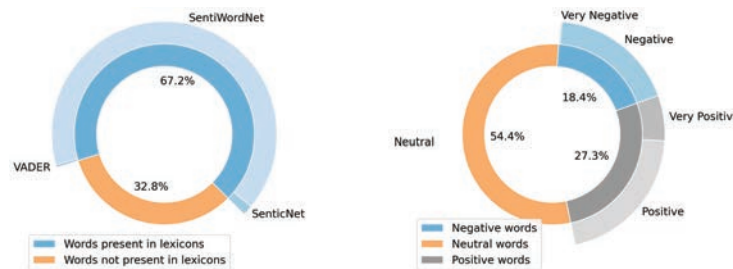 SentiWordNet
67.2%
VADER
32.8%
SenticNet
Words present in lexicons
Words not present in lexicons
Very Negative
Negative
18.4%
Very Positiv
Neutral
54.4%
27.3%
Positive
Negative words
Neutral words
Positive words